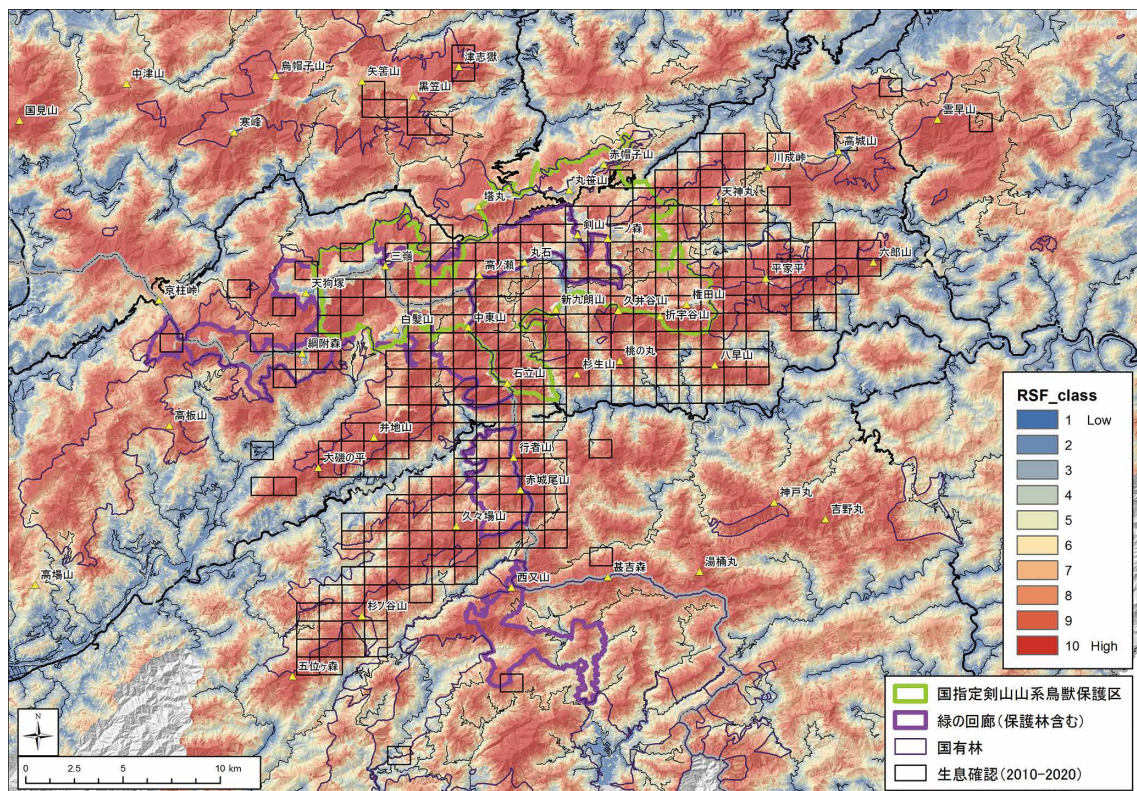 津志嶽
烏帽子山
矢筈山
中津山
黒笠山
国見山
雲早山
寒峰
高城山
赤帽子山
川成峠
丸笹山
塔丸
天神丸
剣山
一ノ森
丸石
三嶺
高ノ瀬
六郎山
平家平
天狗塚
京柱峠
新九朗山
久井谷山
権田山
折宇谷山
白髪山
中東山
綱附森
桃の丸
八早山
杉生山
石立山
高板山
井地山
行者山
大磯の平
赤城尾山
神戸丸
吉野丸
久々場山
高場山
西又山
甚吉森
湯桶丸
杉ノ谷山
五位ヶ森
RSF_class
1 Low
2
3
4
5
6
7
8
9
10 High
国指定剣山山系鳥獣保護区
緑の回廊(保護林含む)
国有林
生息確認(2010-2020)
N
0 2.5 5 10 km